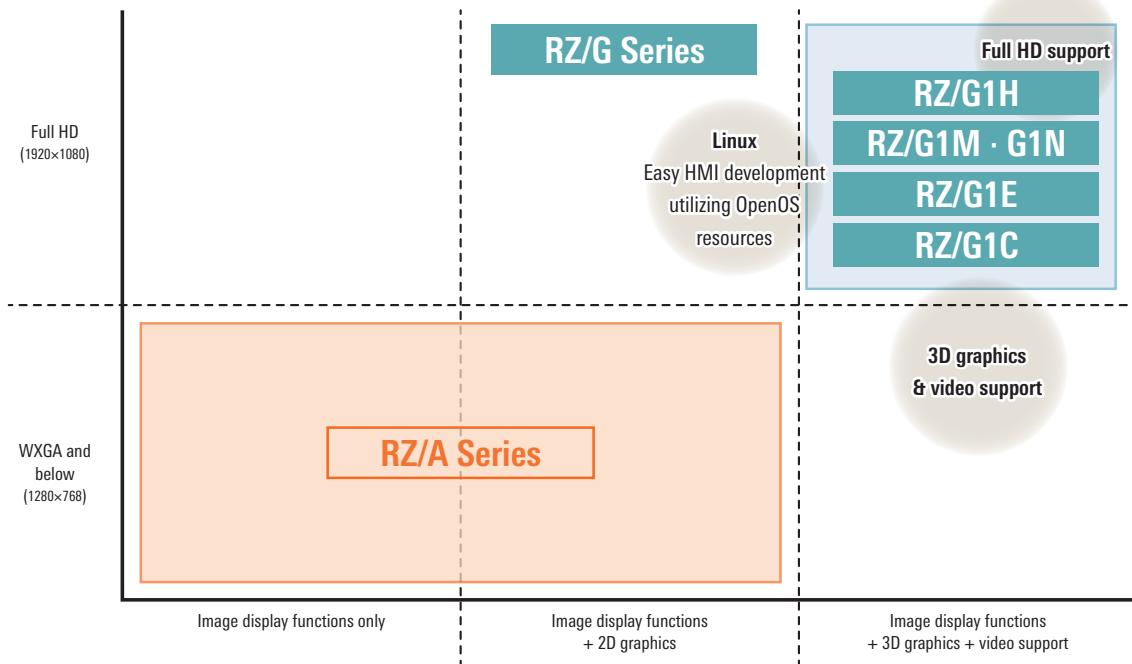 RZ/G Series
Full HD support
RZ/G1H
RZ/G1M · G1N
RZ/G1E
RZ/G1C
Full HD
(1920×1080)
Linux
Easy HMI development
utilizing OpenOS
resources
3D graphics
& video support
RZ/A Series
WXGA and
below
(1280×768)
Image display functions only
Image display functions
+ 2D graphics
Image display functions
+ 3D graphics + video support